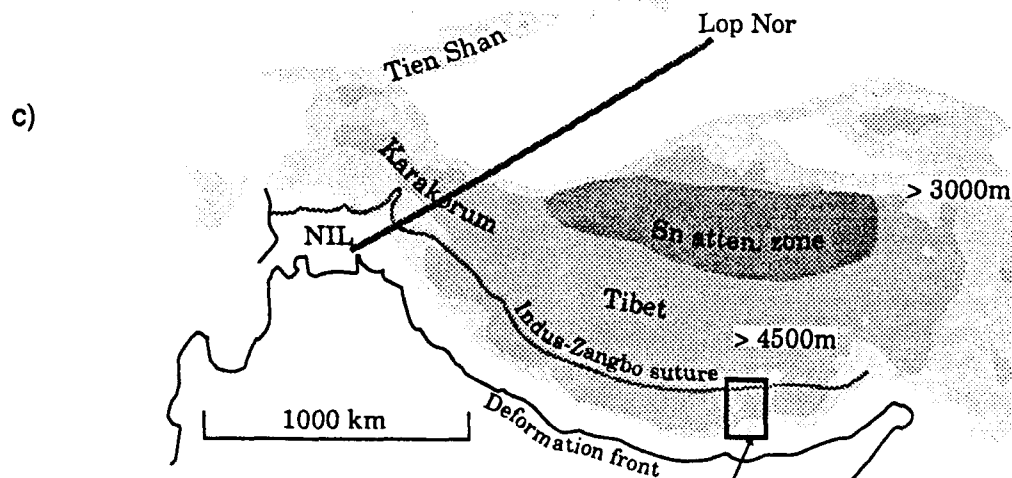 Lop Nor
Tien Shan
c)
Karakorum
> 3000m
NIL
Sn atten. zone
Tibet
Indus-Zangbo suture
> 4500m
1000 km
Deformation front